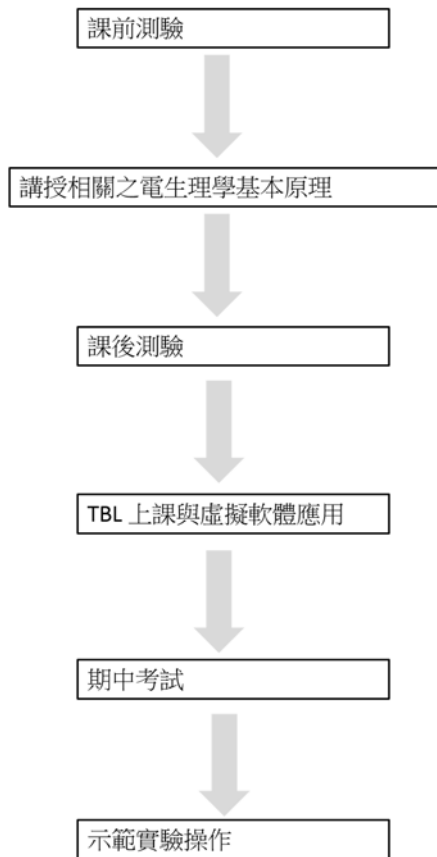 課前測驗
講授相關之電生理學基本原理
課後測驗
TBL 上課與虛擬軟體應用
期中考試
示範實驗操作